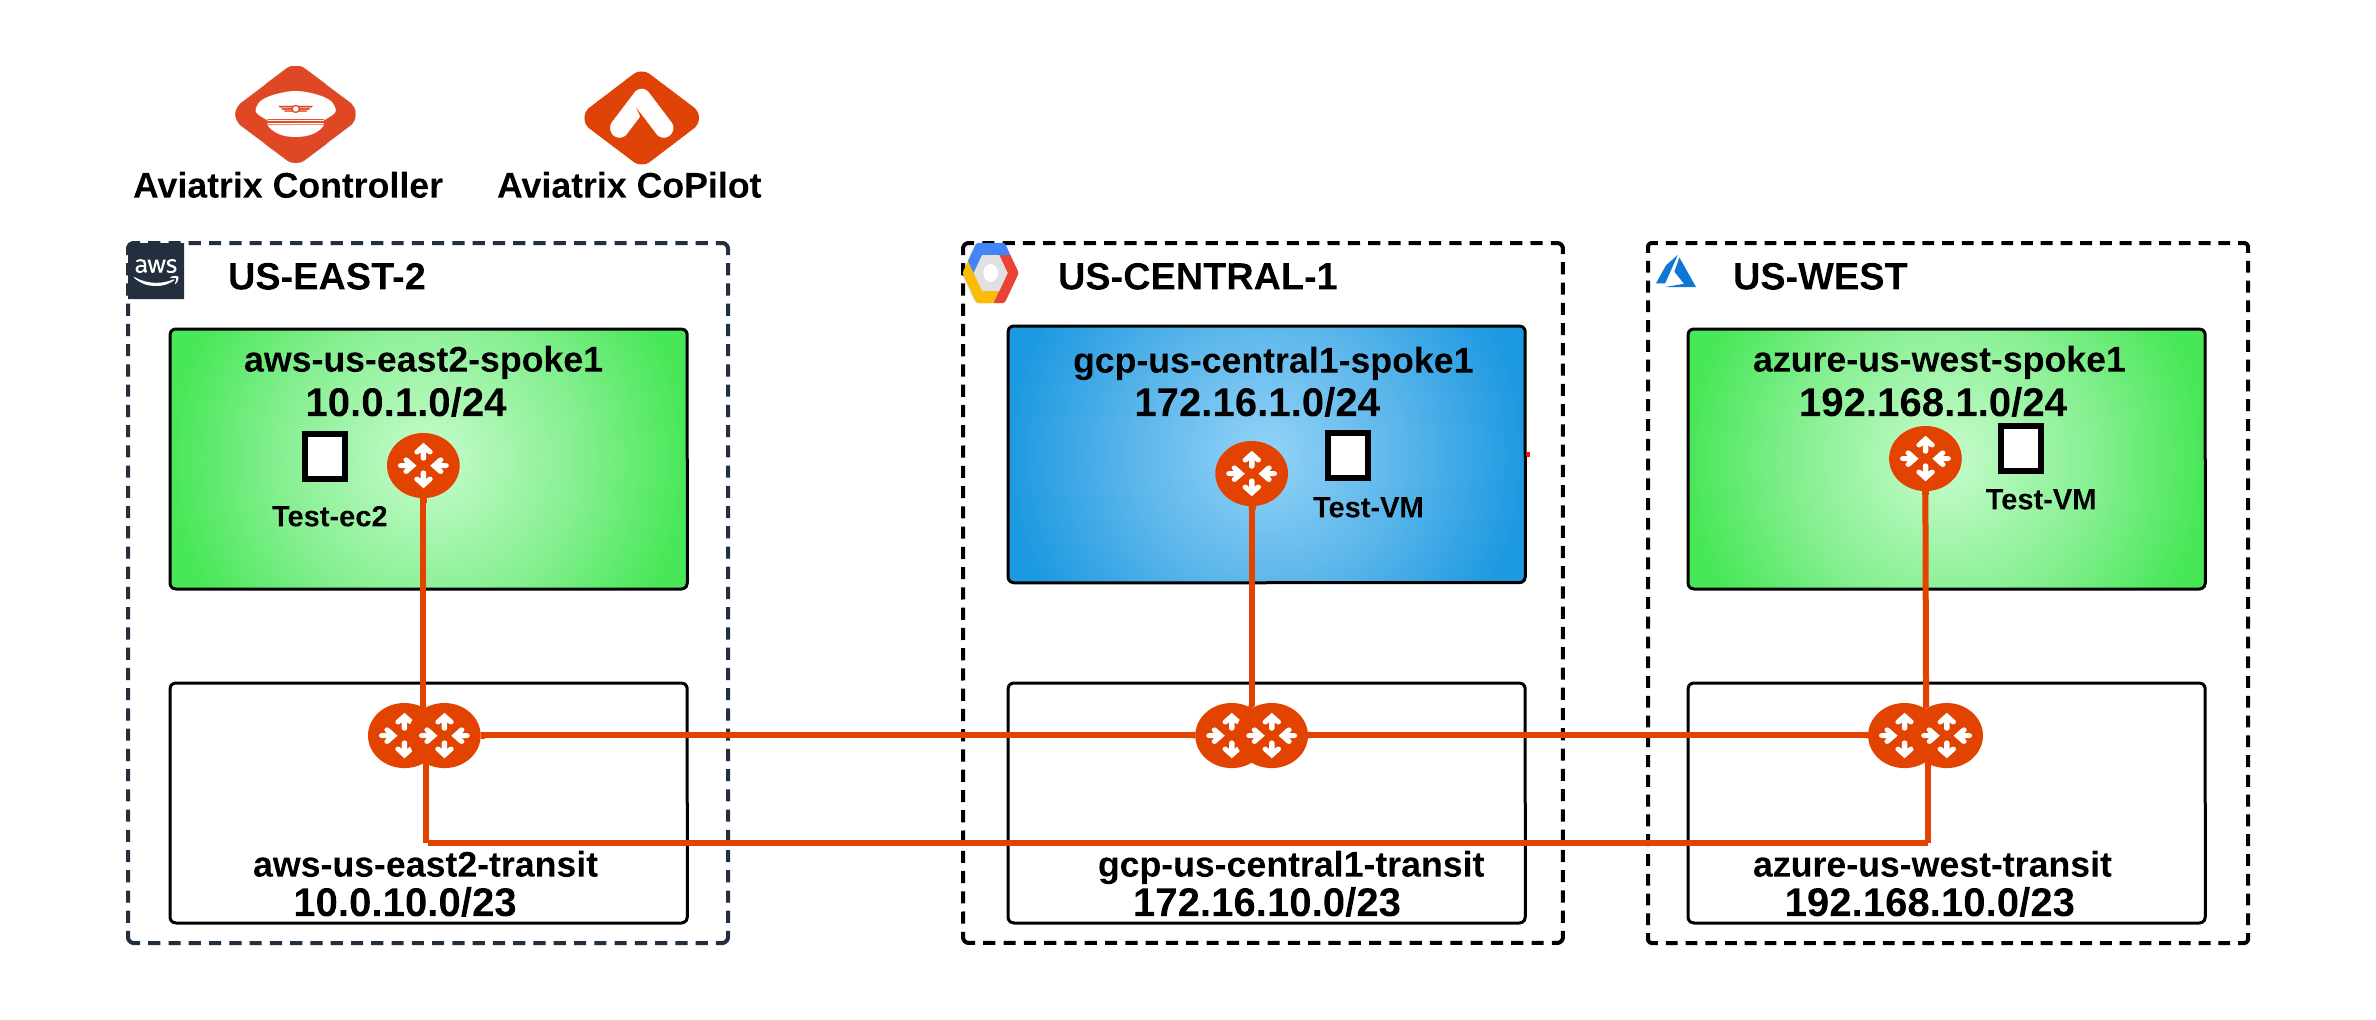 Aviatrix Controller
Aviatrix CoPilot
aws
US-EAST-2
aws-us-east2-spoke1
10.0.1.0/24
Test-ec2
aws-us-east2-transit
10.0.10.0/23
US-CENTRAL-1
gcp-us-central1-spoke1
172.16.1.0/24
Test-VM
gcp-us-central1-transit
172.16.10.0/23
US-WEST
azure-us-west-spoke1
192.168.1.0/24
Test-VM
azure-us-west-transit
192.168.10.0/23